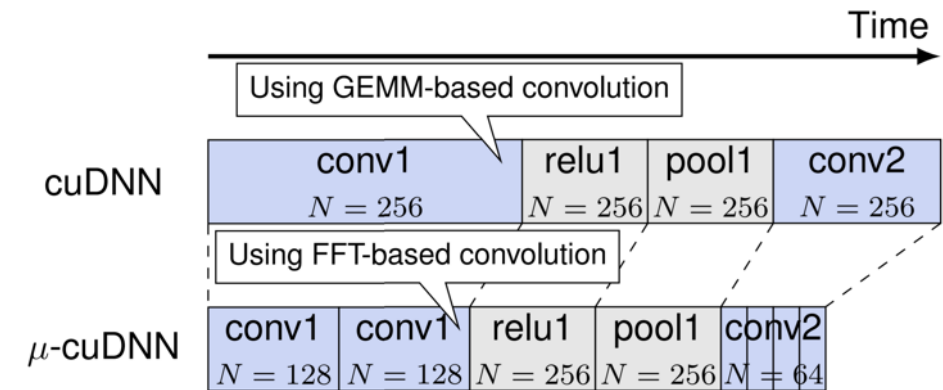 Time
Using GEMM-based convolution
cuDNN
conv1 relu1 pool1 conv2
N = 256 N = 256 N = 256 N = 256
Using FFT-based convolution
μ-cuDNN
conv1 conv1 relu1 pool1 conv2
N = 128 N = 128 N = 256 N = 256 N = 64